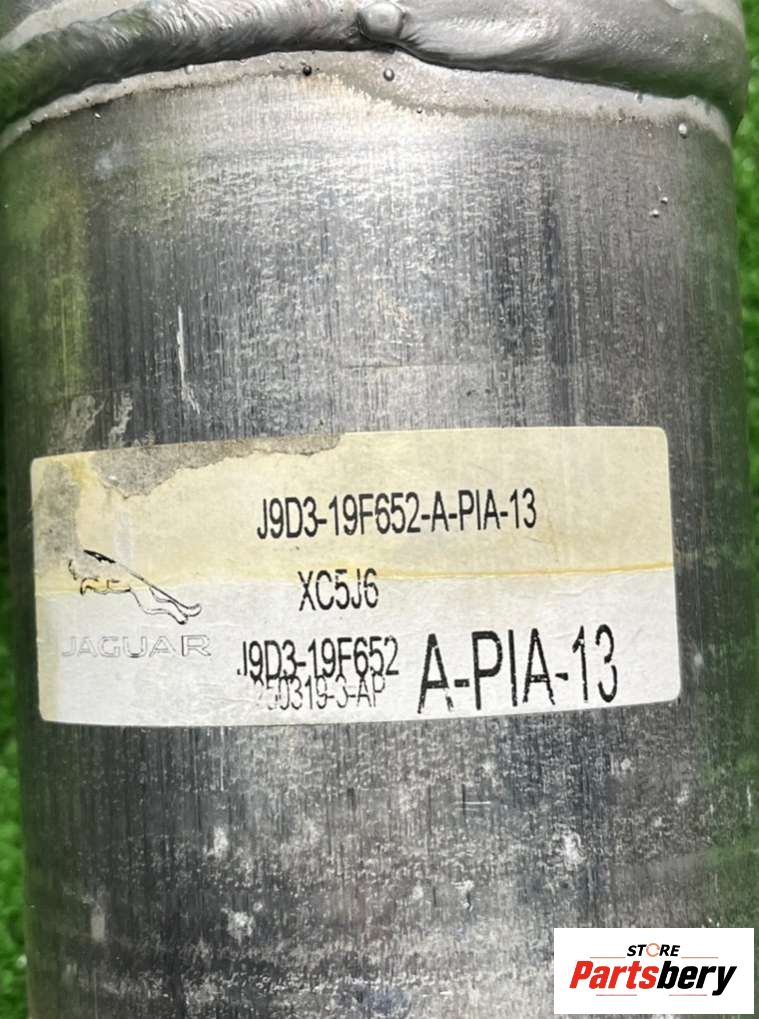 J9D3-19F652-A-PIA-13
XC5J6
JAGUAR
J9D3-19F652 A-PIA-13
STORE
Partsbery